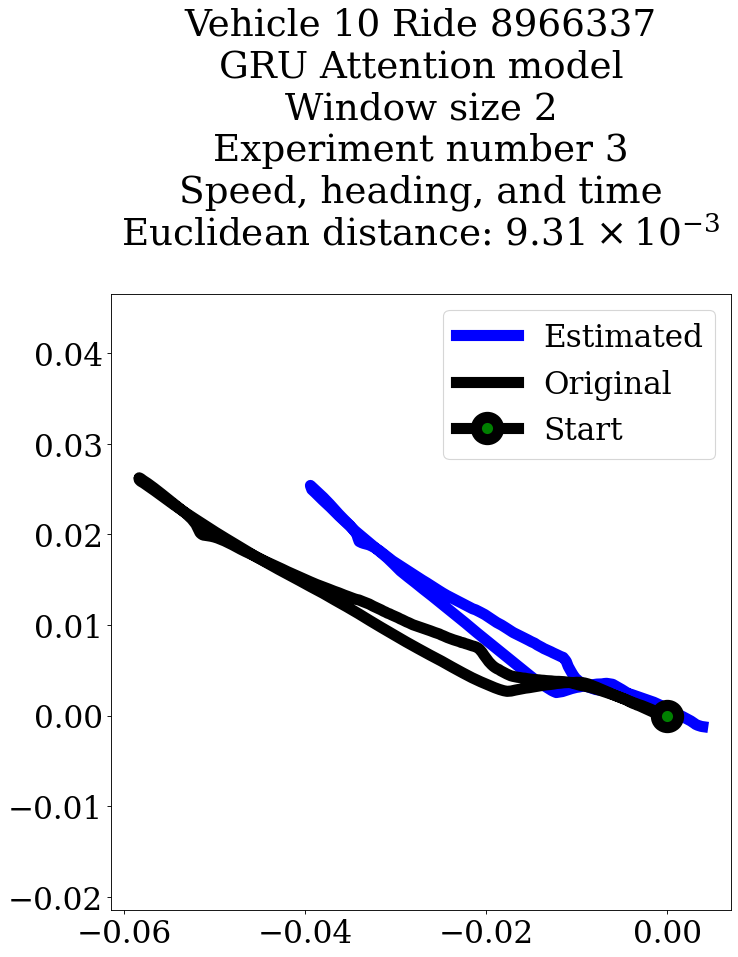 Vehicle 10 Ride 8966337
GRU Attention model
Window size 2
Experiment number 3
Speed, heading, and time
Euclidean distance: 9.31 × 10⁻³
Estimated
Original
Start
0.04
0.03
0.02
0.01
0.00
−0.01
−0.02
−0.06
−0.04
−0.02
0.00